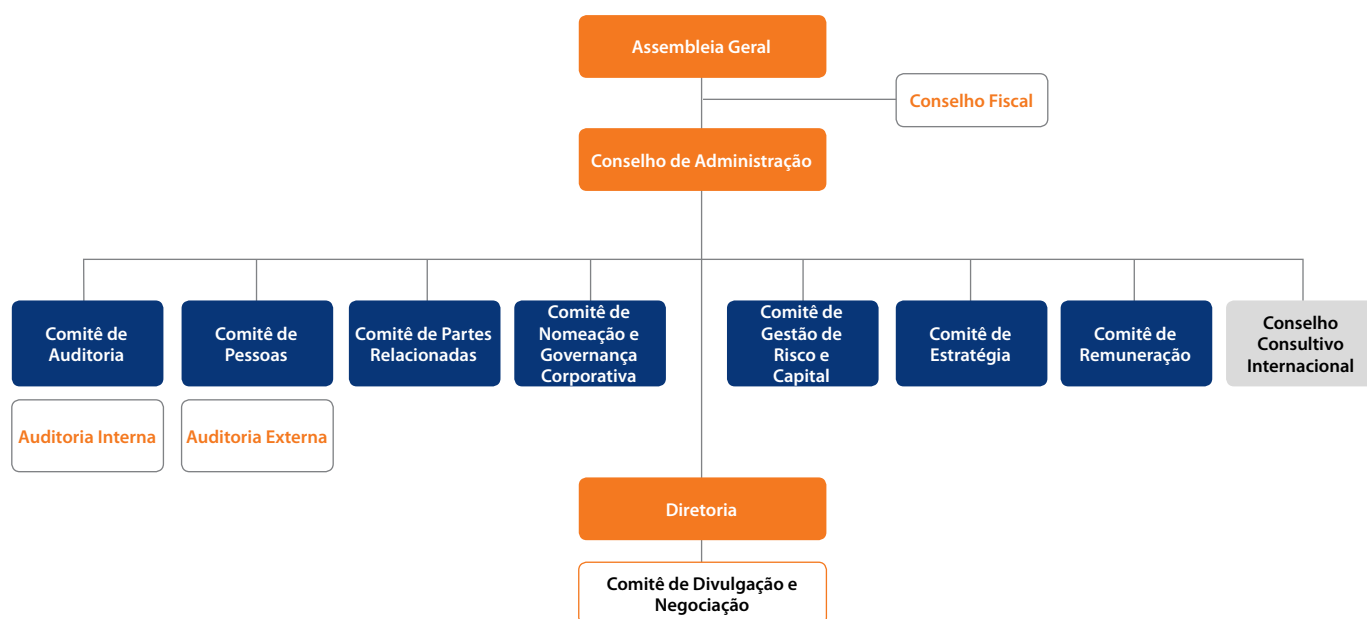 Assembleia Geral
Conselho Fiscal
Conselho de Administração
Comitê de
Auditoria
Comitê de
Pessoas
Comitê de Partes
Relacionadas
Comitê de
Nomeação e
Governança
Corporativa
Comitê de
Gestão de
Risco e
Capital
Comitê de
Estratégia
Comitê de
Remuneração
Conselho
Consultivo
Internacional
Auditoria Interna
Auditoria Externa
Diretoria
Comitê de Divulgação e
Negociação